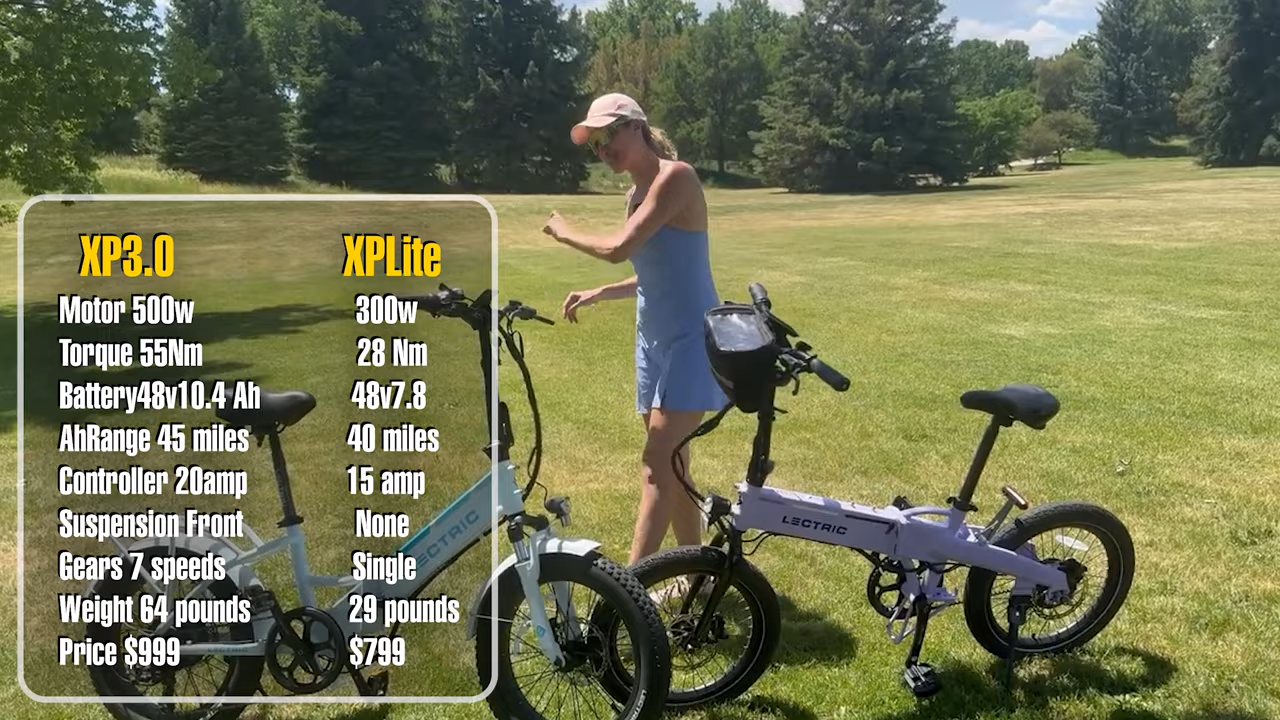 XP3.0 XPLite
Motor 500w 300w
Torque 55Nm 28 Nm
Battery48v10.4 Ah 48v7.8
AhRange 45 miles 40 miles
Controller 20amp 15 amp
Suspension Front None
Gears 7 speeds Single
Weight 64 pounds 29 pounds
Price $999 $799
ECTRIC
LECTRIC
LECTRIC